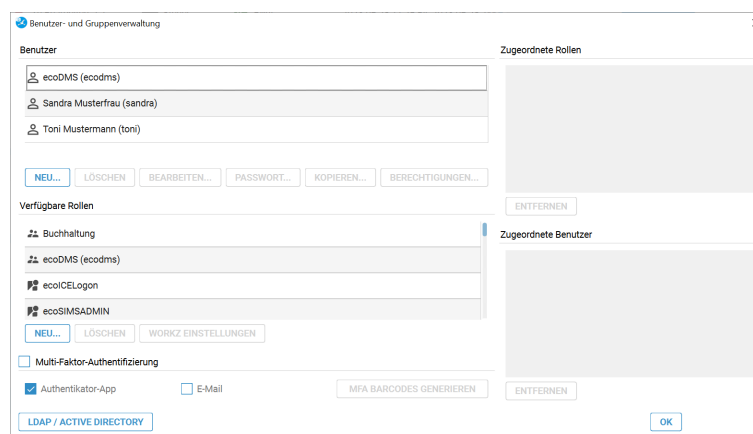 Benutzer- und Gruppenverwaltung
Benutzer
ecoDMS (ecodms)
Sandra Musterfrau (sandra)
Toni Mustermann (toni)
NEU... LÖSCHEN BEARBEITEN... PASSWORT... KOPIEREN... BERECHTIGUNGEN...
Verfügbare Rollen
Buchhaltung
ecoDMS (ecodms)
ecoICELogon
ecoSIMSADMIN
NEU... LÖSCHEN WORKZ EINSTELLUNGEN
Multi-Faktor-Authentifizierung
Authentikator-App E-Mail MFA BARCODES GENERIEREN
LDAP / ACTIVE DIRECTORY
Zugeordnete Rollen
ENTFERNEN
Zugeordnete Benutzer
ENTFERNEN
OK